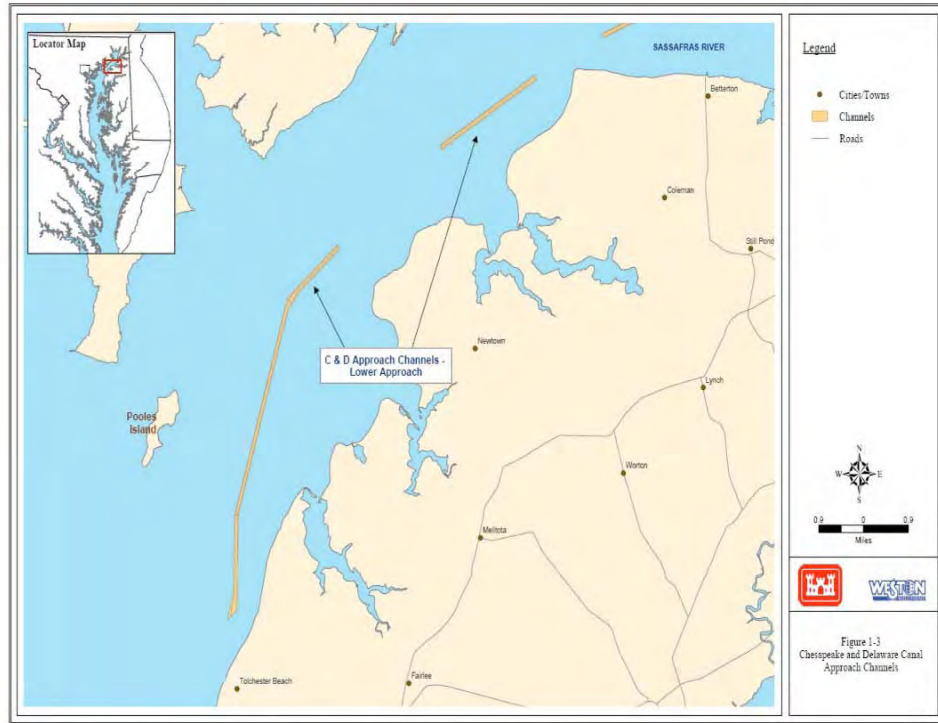 Locator Map
SASSAFRAS RIVER
Betterton
Coleman
Still Pond
C & D Approach Channels -
Lower Approach
Newtown
Lynch
Pooles
Island
Worton
Melitota
Tolchester Beach
Fairlee
Legend
Cities/Towns
Channels
Roads
N
W E
S
0.9 0 0.9
Miles
WESTON
SOLUTIONS
Figure 1-3
Chesapeake and Delaware Canal
Approach Channels